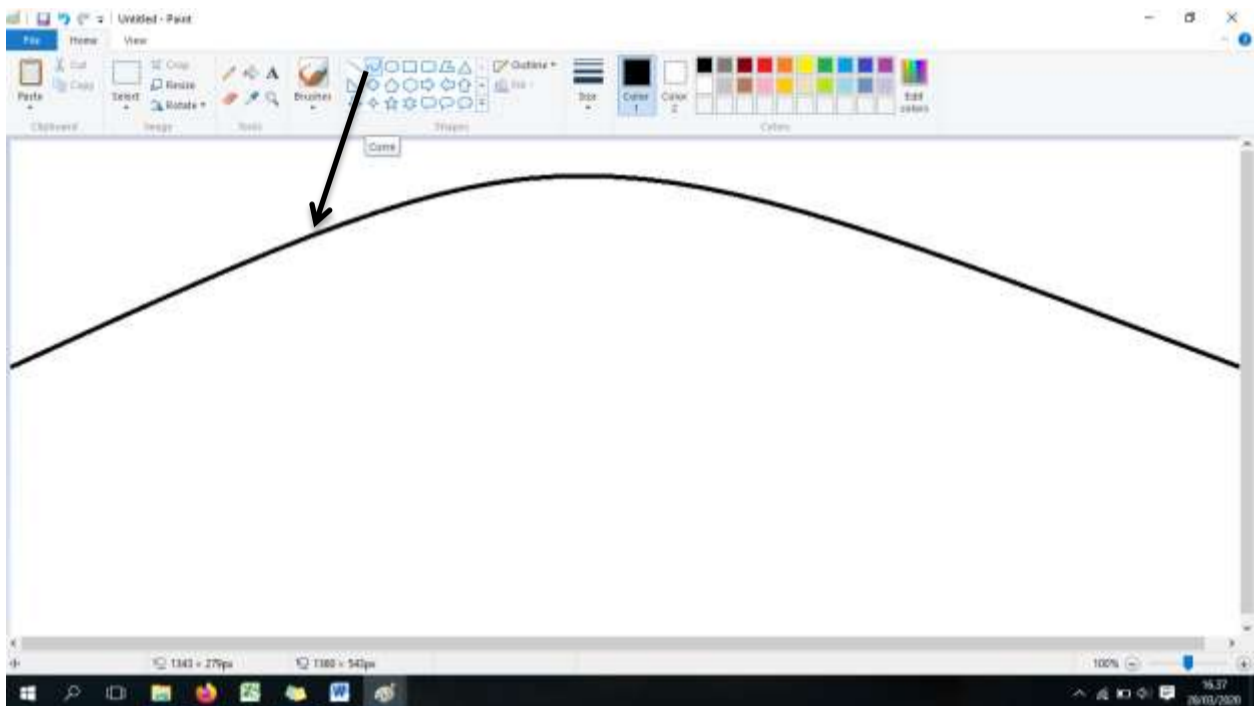 Untitled - Paint
File Home View
Paste
Cut
Copy
Clipboard
Select
Crop
Resize
Rotate
Image
A
Tools
Brushes
Shapes
Outline
Fill
Size
Color
1
Color
2
Edit
colors
Colors
Curve
100%
16.37